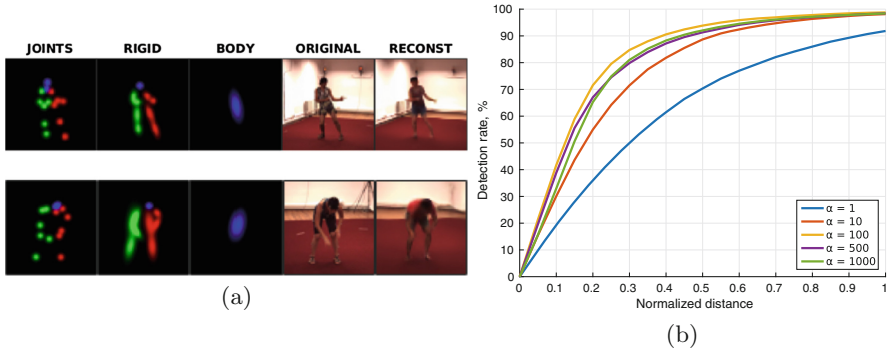 JOINTS RIGID BODY ORIGINAL RECONST
(a)
100
90
80
70
60
50
40
30
20
10
0
Detection rate, %
0 0.1 0.2 0.3 0.4 0.5 0.6 0.7 0.8 0.9 1
Normalized distance
α = 1
α = 10
α = 100
α = 500
α = 1000
(b)